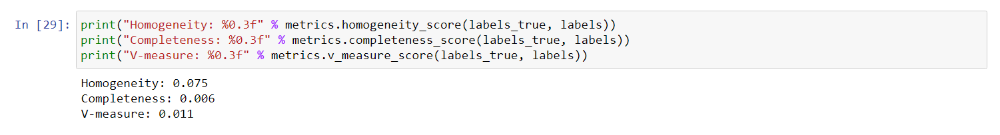 In [29]: print("Homogeneity: %0.3f" % metrics.homogeneity_score(labels_true, labels))
print("Completeness: %0.3f" % metrics.completeness_score(labels_true, labels))
print("V-measure: %0.3f" % metrics.v_measure_score(labels_true, labels))
Homogeneity: 0.075
Completeness: 0.006
V-measure: 0.011